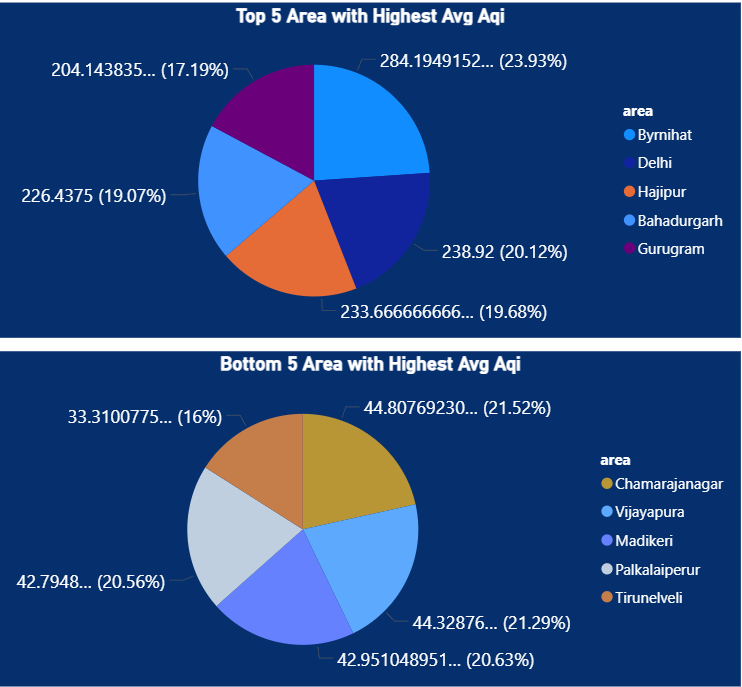 Top 5 Area with Highest Avg Aqi
204.143835... (17.19%)
284.1949152... (23.93%)
226.4375 (19.07%)
238.92 (20.12%)
233.666666666... (19.68%)
area
Byrnihat
Delhi
Hajipur
Bahadurgarh
Gurugram
Bottom 5 Area with Highest Avg Aqi
33.3100775... (16%)
44.80769230... (21.52%)
42.7948... (20.56%)
44.32876... (21.29%)
42.951048951... (20.63%)
area
Chamarajanagar
Vijayapura
Madikeri
Palkalaiperur
Tirunelveli